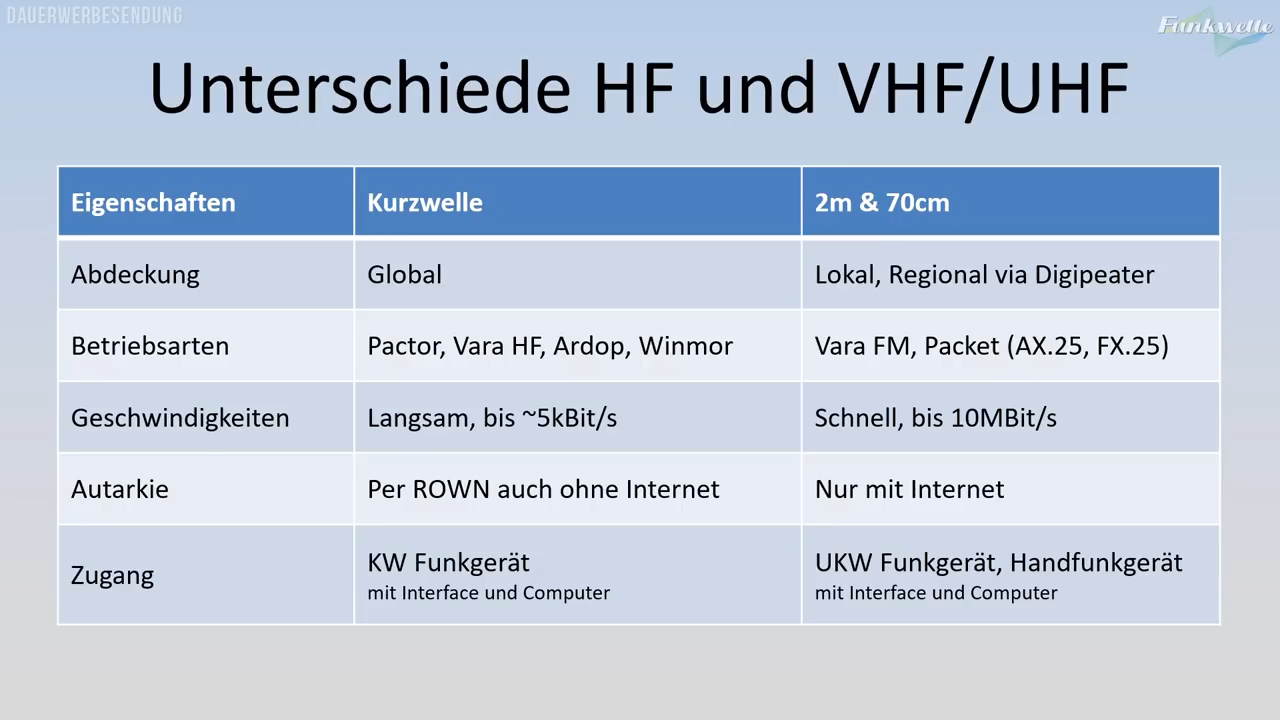 DAUERWERBESENDUNG
Funkwelle
Unterschiede HF und VHF/UHF
Eigenschaften
Kurzwelle
2m & 70cm
Abdeckung
Global
Lokal, Regional via Digipeater
Betriebsarten
Pactor, Vara HF, Ardop, Winmor
Vara FM, Packet (AX.25, FX.25)
Geschwindigkeiten
Langsam, bis ~5kBit/s
Schnell, bis 10MBit/s
Autarkie
Per ROWN auch ohne Internet
Nur mit Internet
Zugang
KW Funkgerät
mit Interface und Computer
UKW Funkgerät, Handfunkgerät
mit Interface und Computer